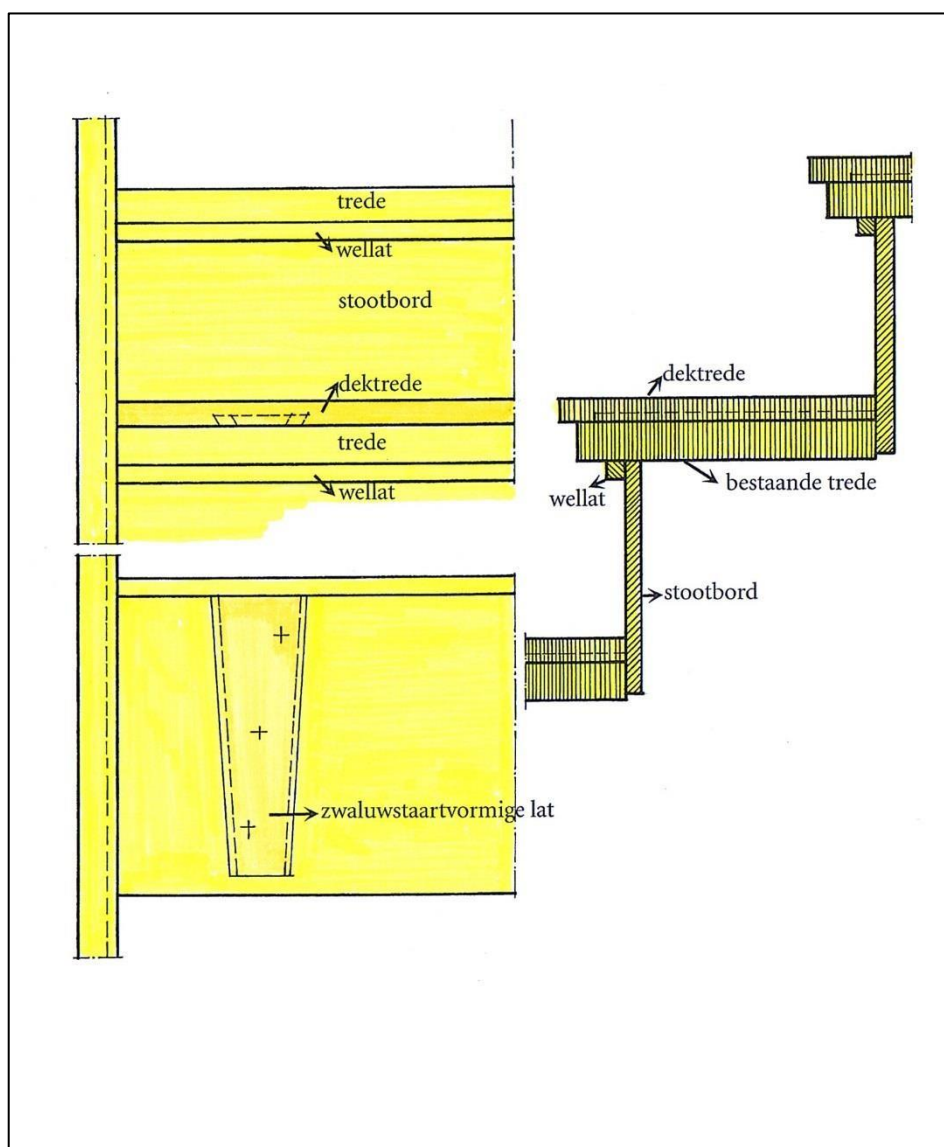 trede
wellat
stootbord
dektrede
trede
wellat
zwaluwstaartvormige lat
dektrede
wellat
bestaande trede
stootbord